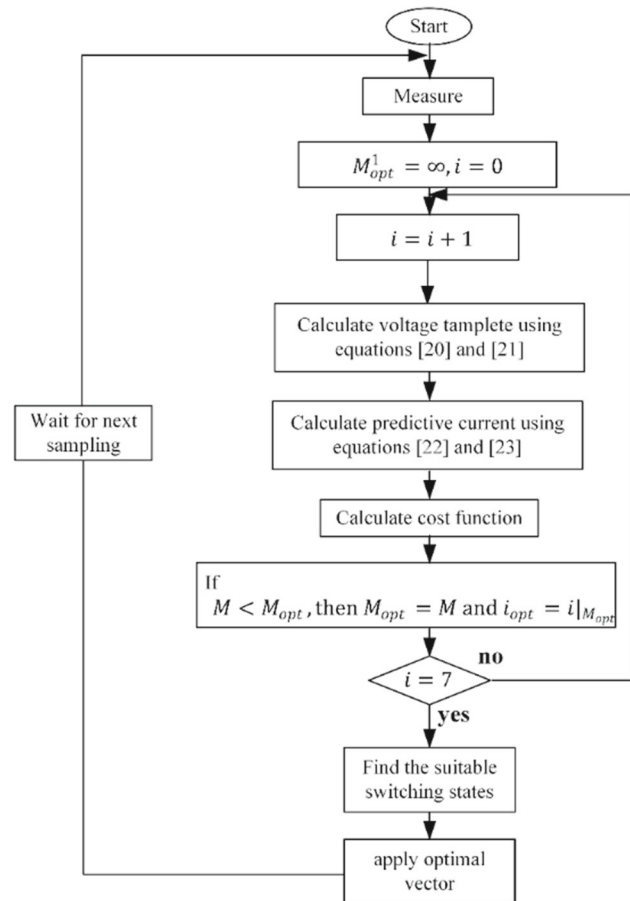 Start
Measure
$M_{opt}^{1} = \infty, i = 0$
$i = i + 1$
Calculate voltage tamplete using
equations [20] and [21]
Wait for next
sampling
Calculate predictive current using
equations [22] and [23]
Calculate cost function
If
$M < M_{opt}$, then $M_{opt} = M$ and $i_{opt} = i|_{M_{opt}}$
no
$i = 7$
yes
Find the suitable
switching states
apply optimal
vector